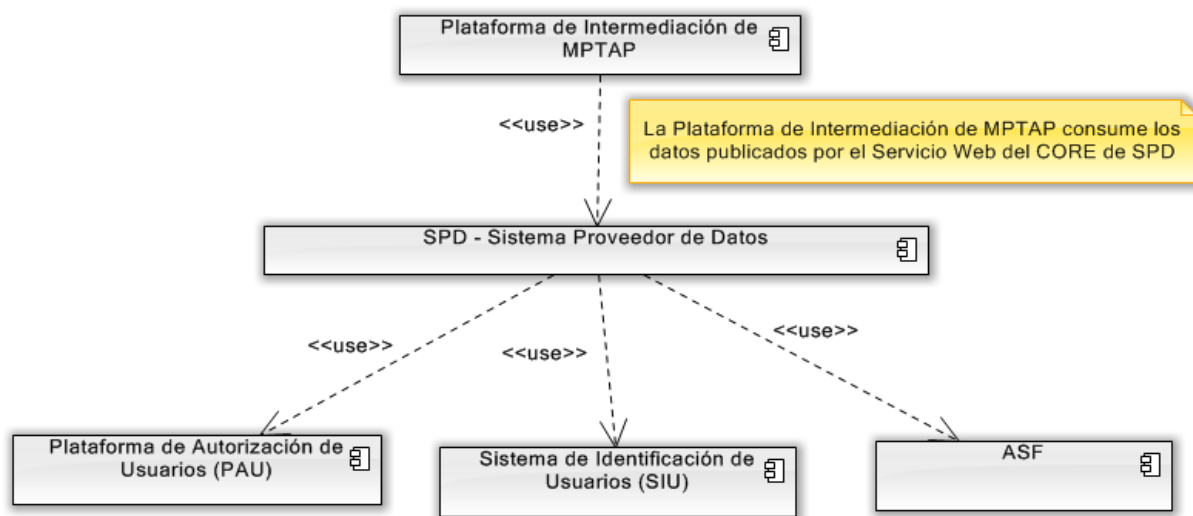 Plataforma de Intermediación de
MPTAP
<<use>>
La Plataforma de Intermediación de MPTAP consume los
datos publicados por el Servicio Web del CORE de SPD
SPD - Sistema Proveedor de Datos
<<use>>
<<use>>
<<use>>
Plataforma de Autorización de
Usuarios (PAU)
Sistema de Identificación de
Usuarios (SIU)
ASF